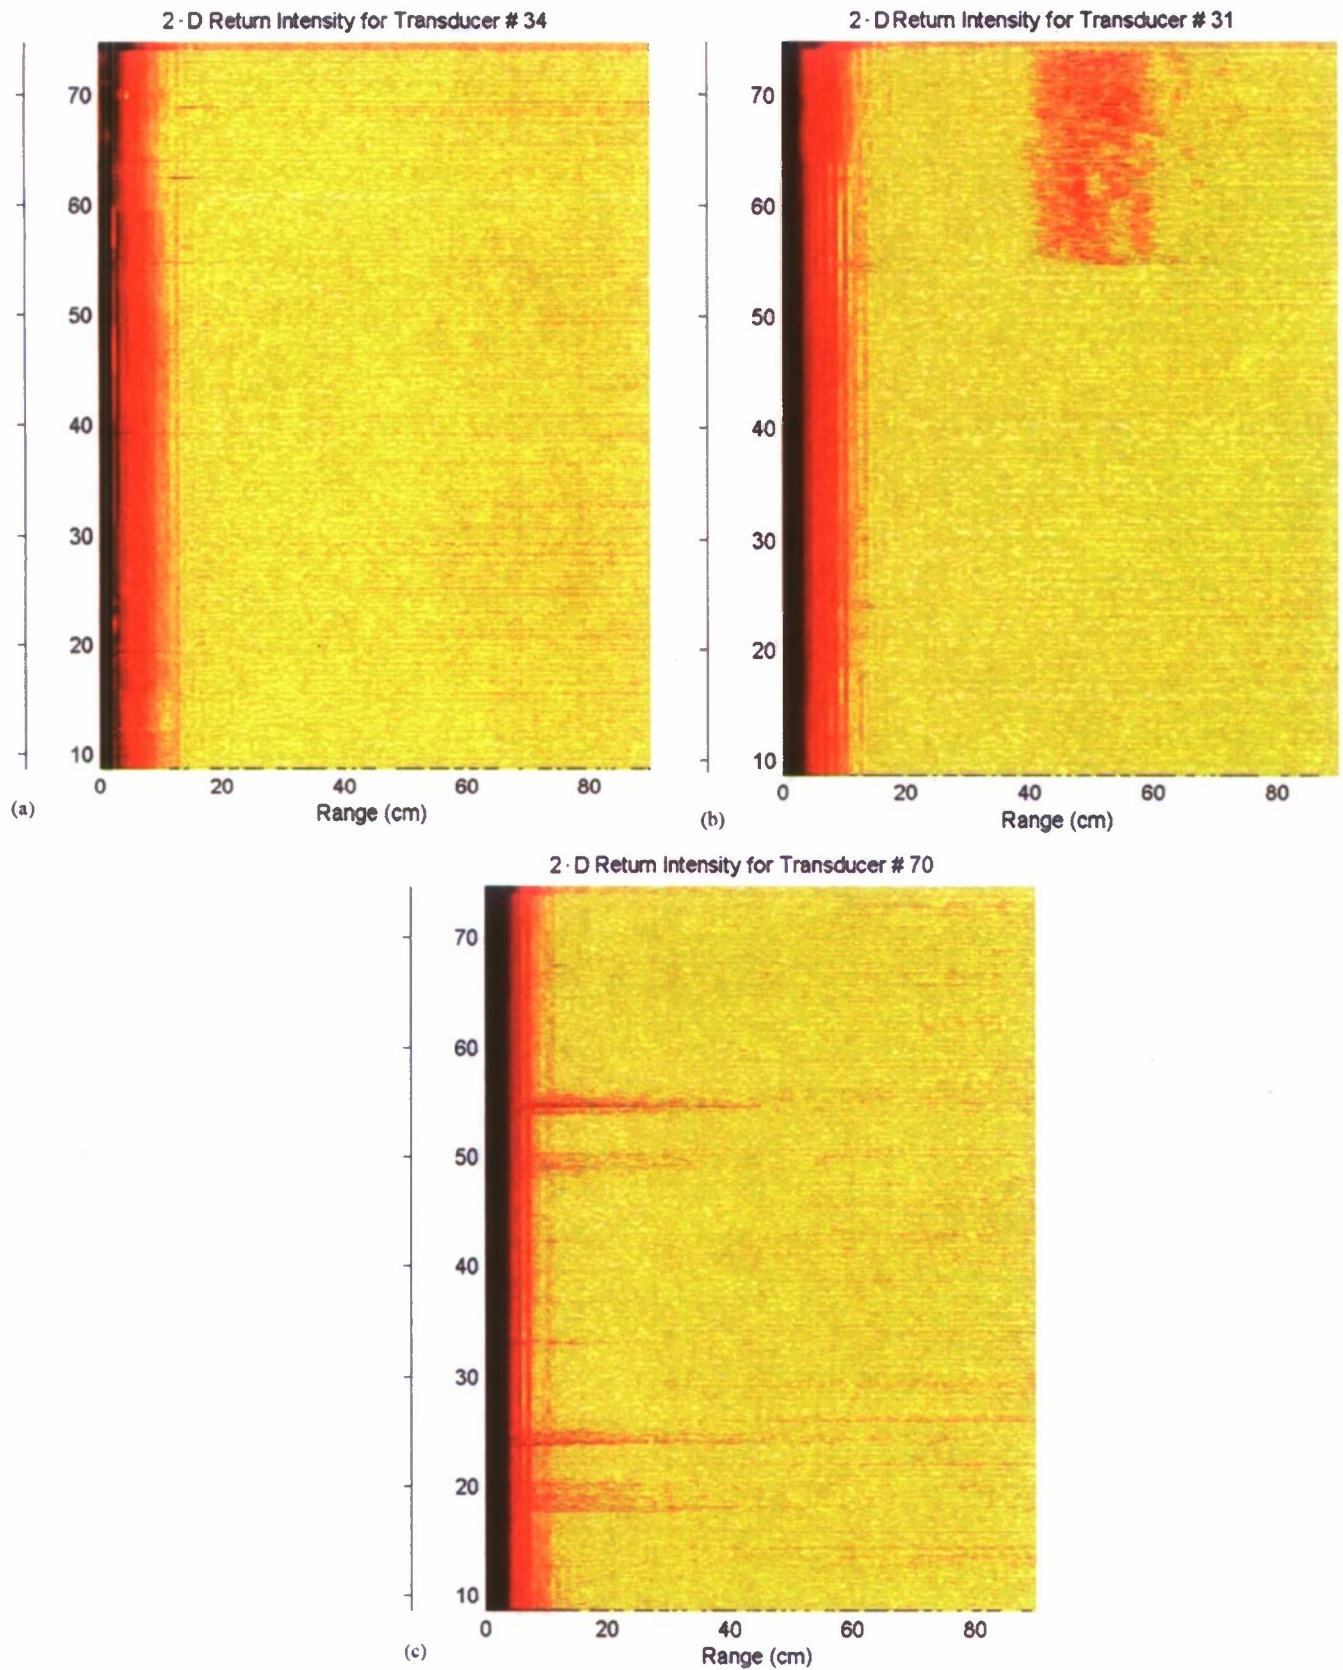 2 · D Return Intensity for Transducer # 34
70
60
50
40
30
20
10
0 20 40 60 80
Range (cm)
(a)
2 · D Return Intensity for Transducer # 31
70
60
50
40
30
20
10
0 20 40 60 80
Range (cm)
(b)
2 · D Return Intensity for Transducer # 70
70
60
50
40
30
20
10
0 20 40 60 80
Range (cm)
(c)